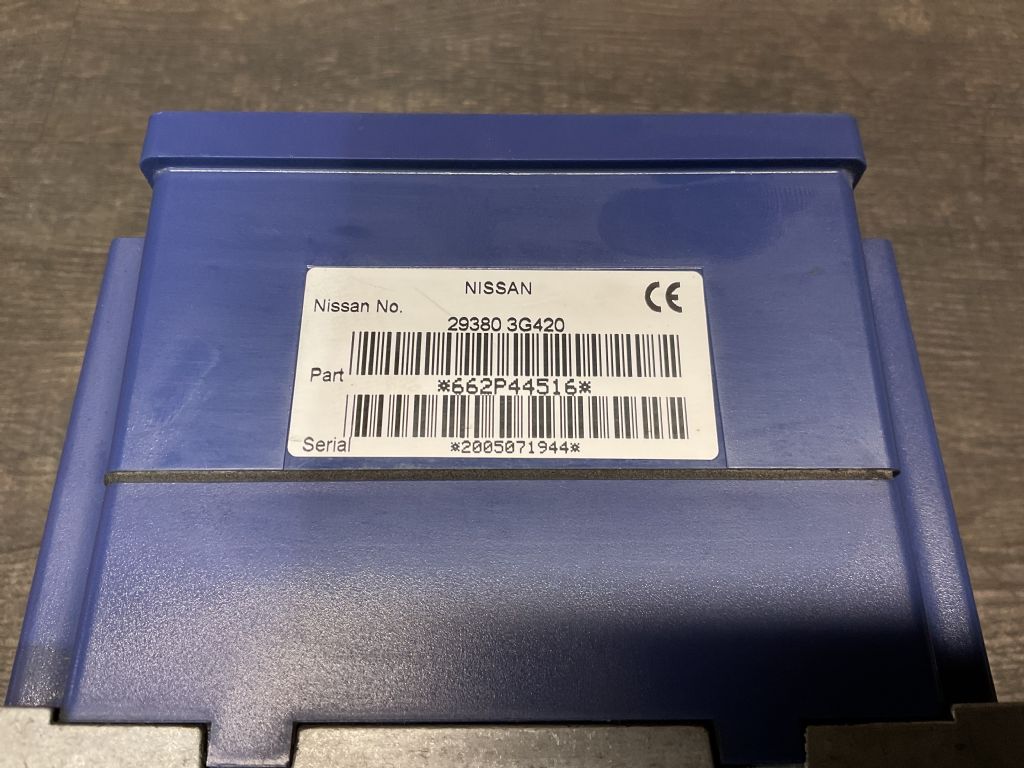 NISSAN
Nissan No.
CE
29380 3G420
Part
*662P44516*
Serial
*2005071944*